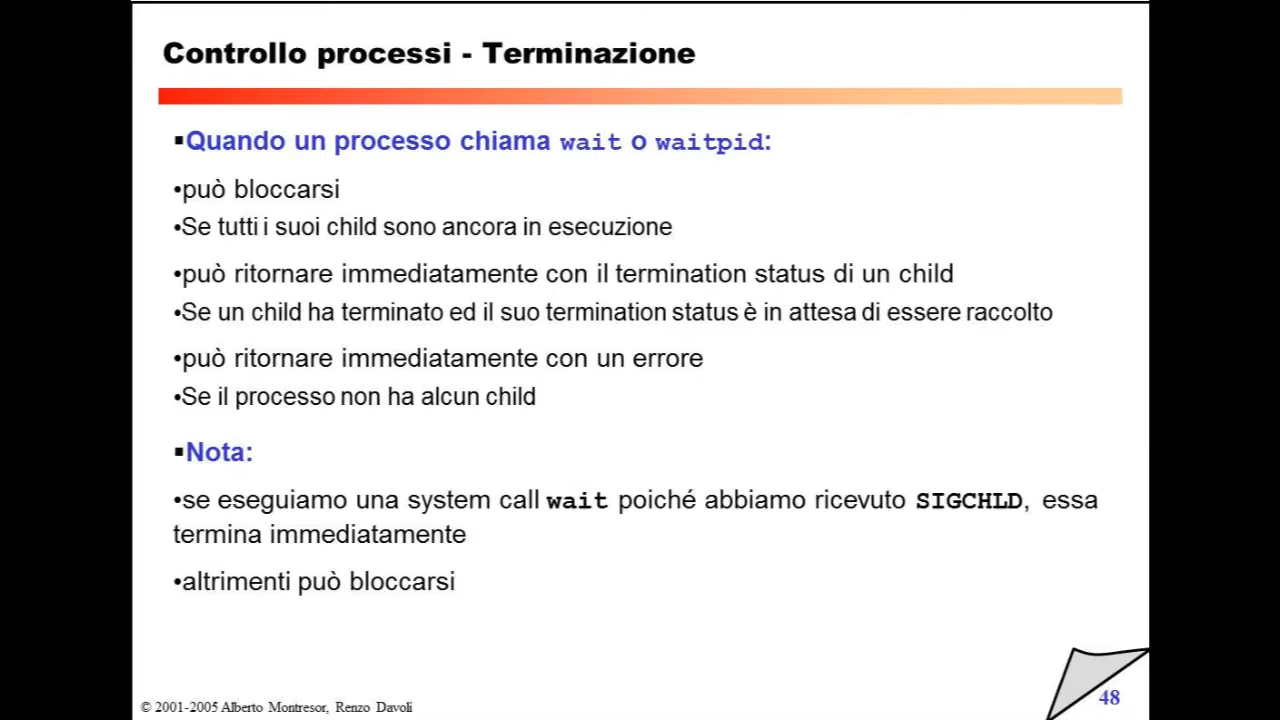 Controllo processi - Terminazione
▪Quando un processo chiama wait o waitpid:
•può bloccarsi
•Se tutti i suoi child sono ancora in esecuzione
•può ritornare immediatamente con il termination status di un child
•Se un child ha terminato ed il suo termination status è in attesa di essere raccolto
•può ritornare immediatamente con un errore
•Se il processo non ha alcun child
▪Nota:
•se eseguiamo una system call wait poiché abbiamo ricevuto SIGCHLD, essa
termina immediatamente
•altrimenti può bloccarsi
© 2001-2005 Alberto Montresor, Renzo Davoli
48